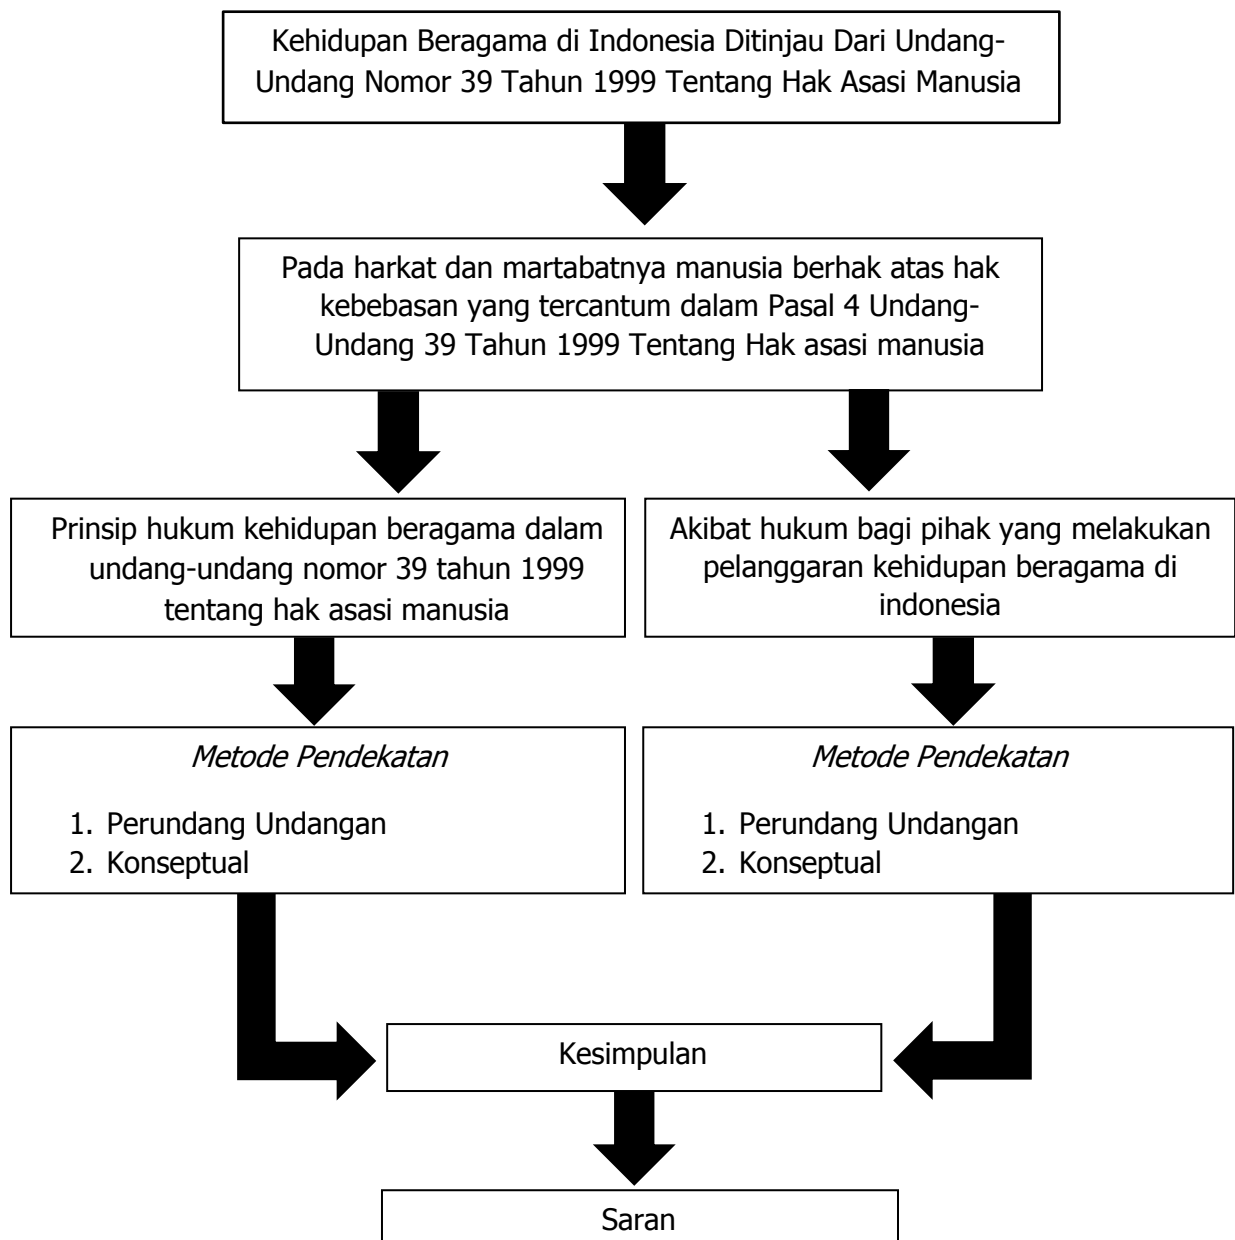 Kehidupan Beragama di Indonesia Ditinjau Dari Undang-
Undang Nomor 39 Tahun 1999 Tentang Hak Asasi Manusia
Pada harkat dan martabatnya manusia berhak atas hak
kebebasan yang tercantum dalam Pasal 4 Undang-
Undang 39 Tahun 1999 Tentang Hak asasi manusia
Prinsip hukum kehidupan beragama dalam
undang-undang nomor 39 tahun 1999
tentang hak asasi manusia
Akibat hukum bagi pihak yang melakukan
pelanggaran kehidupan beragama di
indonesia
Metode Pendekatan
1. Perundang Undangan
2. Konseptual
Metode Pendekatan
1. Perundang Undangan
2. Konseptual
Kesimpulan
Saran